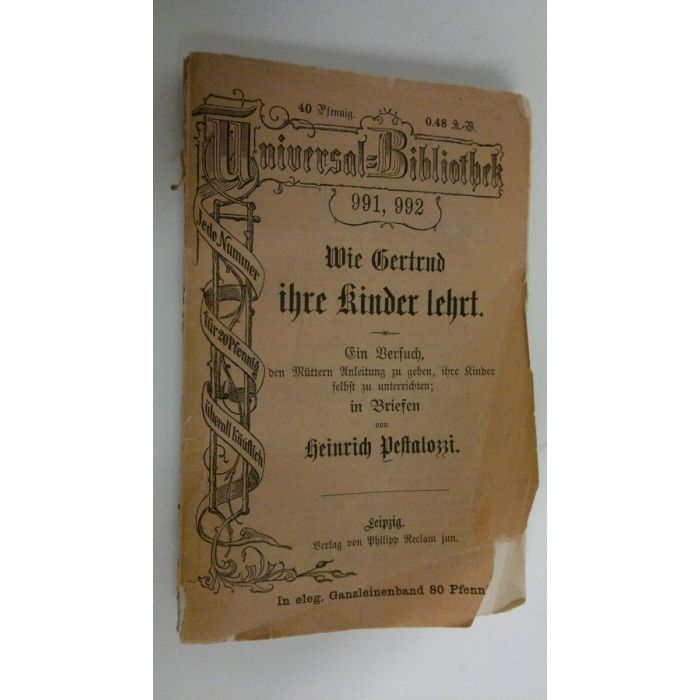 40 Pfennig. 0.48 K.-W.
Universal-Bibliothek
991, 992
Jede Nummer
für 20 Pfennig
überall käuflich
Wie Gertrud
ihre Kinder lehrt.
Ein Versuch,
den Müttern Anleitung zu geben, ihre Kinder
selbst zu unterrichten;
in Briefen
von
Heinrich Pestalozzi.
Leipzig.
Verlag von Philipp Reclam jun.
In eleg. Ganzleinenband 80 Pfenni